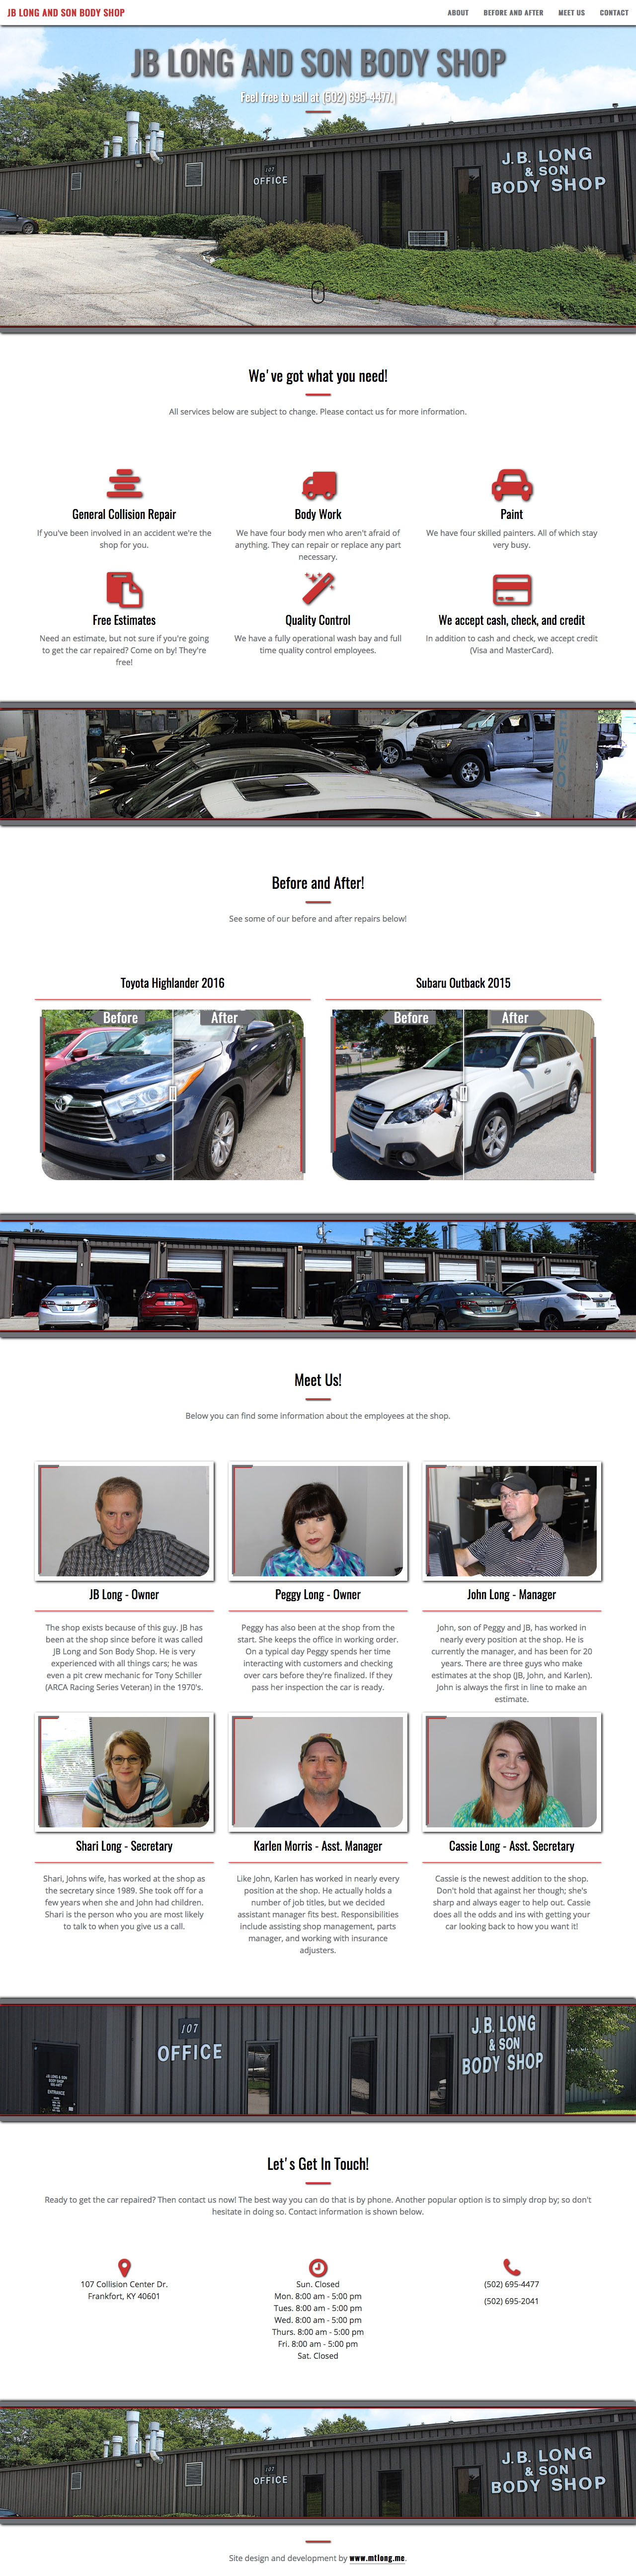 JB LONG AND SON BODY SHOP
ABOUT BEFORE AND AFTER MEET US CONTACT
JB LONG AND SON BODY SHOP
Feel free to call at (502) 695-4477.|
107
OFFICE
J.B. LONG
& SON
BODY SHOP
We've got what you need!
All services below are subject to change. Please contact us for more information.
General Collision Repair
If you've been involved in an accident we're the
shop for you.
Body Work
We have four body men who aren't afraid of
anything. They can repair or replace any part
necessary.
Paint
We have four skilled painters. All of which stay
very busy.
Free Estimates
Need an estimate, but not sure if you're going
to get the car repaired? Come on by! They're
free!
Quality Control
We have a fully operational wash bay and full
time quality control employees.
We accept cash, check, and credit
In addition to cash and check, we accept credit
(Visa and MasterCard).
Before and After!
See some of our before and after repairs below!
Toyota Highlander 2016
Before After
Subaru Outback 2015
Before After
Meet Us!
Below you can find some information about the employees at the shop.
JB Long - Owner
The shop exists because of this guy. JB has
been at the shop since before it was called
JB Long and Son Body Shop. He is very
experienced with all things cars; he was
even a pit crew mechanic for Tony Schiller
(ARCA Racing Series Veteran) in the 1970's.
Peggy Long - Owner
Peggy has also been at the shop from the
start. She keeps the office in working order.
On a typical day Peggy spends her time
interacting with customers and checking
over cars before they're finalized. If they
pass her inspection the car is ready.
John Long - Manager
John, son of Peggy and JB, has worked in
nearly every position at the shop. He is
currently the manager, and has been for 20
years. There are three guys who make
estimates at the shop (JB, John, and Karlen).
John is always the first in line to make an
estimate.
Shari Long - Secretary
Shari, Johns wife, has worked at the shop as
the secretary since 1989. She took off for a
few years when she and John had children.
Shari is the person who you are most likely
to talk to when you give us a call.
Karlen Morris - Asst. Manager
Like John, Karlen has worked in nearly every
position at the shop. He actually holds a
number of job titles, but we decided
assistant manager fits best. Responsibilities
include assisting shop management, parts
manager, and working with insurance
adjusters.
Cassie Long - Asst. Secretary
Cassie is the newest addition to the shop.
Don't hold that against her though; she's
sharp and always eager to help out. Cassie
does all the odds and ins with getting your
car looking back to how you want it!
107
OFFICE
J.B. LONG
& SON
BODY SHOP
ENTRANCE
Let's Get In Touch!
Ready to get the car repaired? Then contact us now! The best way you can do that is by phone. Another popular option is to simply drop by; so don't
hesitate in doing so. Contact information is shown below.
107 Collision Center Dr.
Frankfort, KY 40601
Sun. Closed
Mon. 8:00 am - 5:00 pm
Tues. 8:00 am - 5:00 pm
Wed. 8:00 am - 5:00 pm
Thurs. 8:00 am - 5:00 pm
Fri. 8:00 am - 5:00 pm
Sat. Closed
(502) 695-4477
(502) 695-2041
107
OFFICE
J.B. LONG
& SON
BODY SHOP
Site design and development by www.mtlong.me.